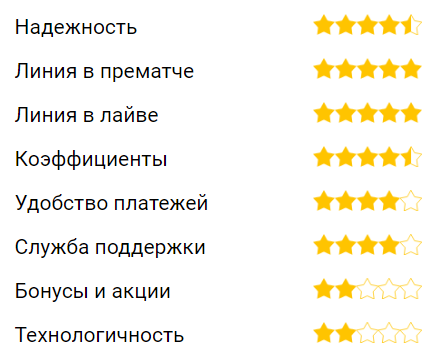 Надежность
Линия в прематче
Линия в лайве
Коэффициенты
Удобство платежей
Служба поддержки
Бонусы и акции
Технологичность